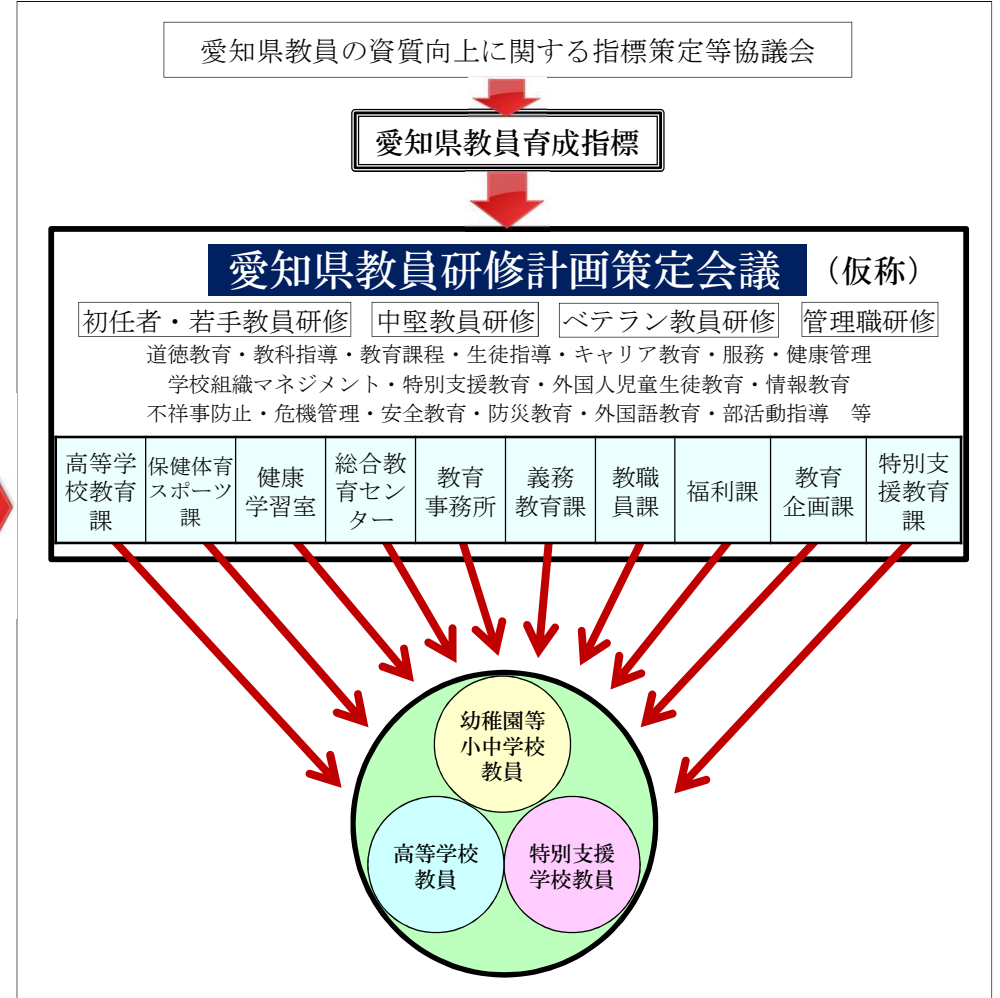 愛知県教員の資質向上に関する指標策定等協議会
愛知県教員育成指標
愛知県教員研修計画策定会議 （仮称）
初任者・若手教員研修 中堅教員研修 ベテラン教員研修 管理職研修
道徳教育・教科指導・教育課程・生徒指導・キャリア教育・服務・健康管理
学校組織マネジメント・特別支援教育・外国人児童生徒教育・情報教育
不祥事防止・危機管理・安全教育・防災教育・外国語教育・部活動指導 等
高等学
校教育
課
保健体育
スポーツ
課
健康
学習室
総合教
育セン
ター
教育
事務所
義務
教育課
教職
員課
福利課
教育
企画課
特別支
援教育
課
幼稚園等
小中学校
教員
高等学校
教員
特別支援
学校教員